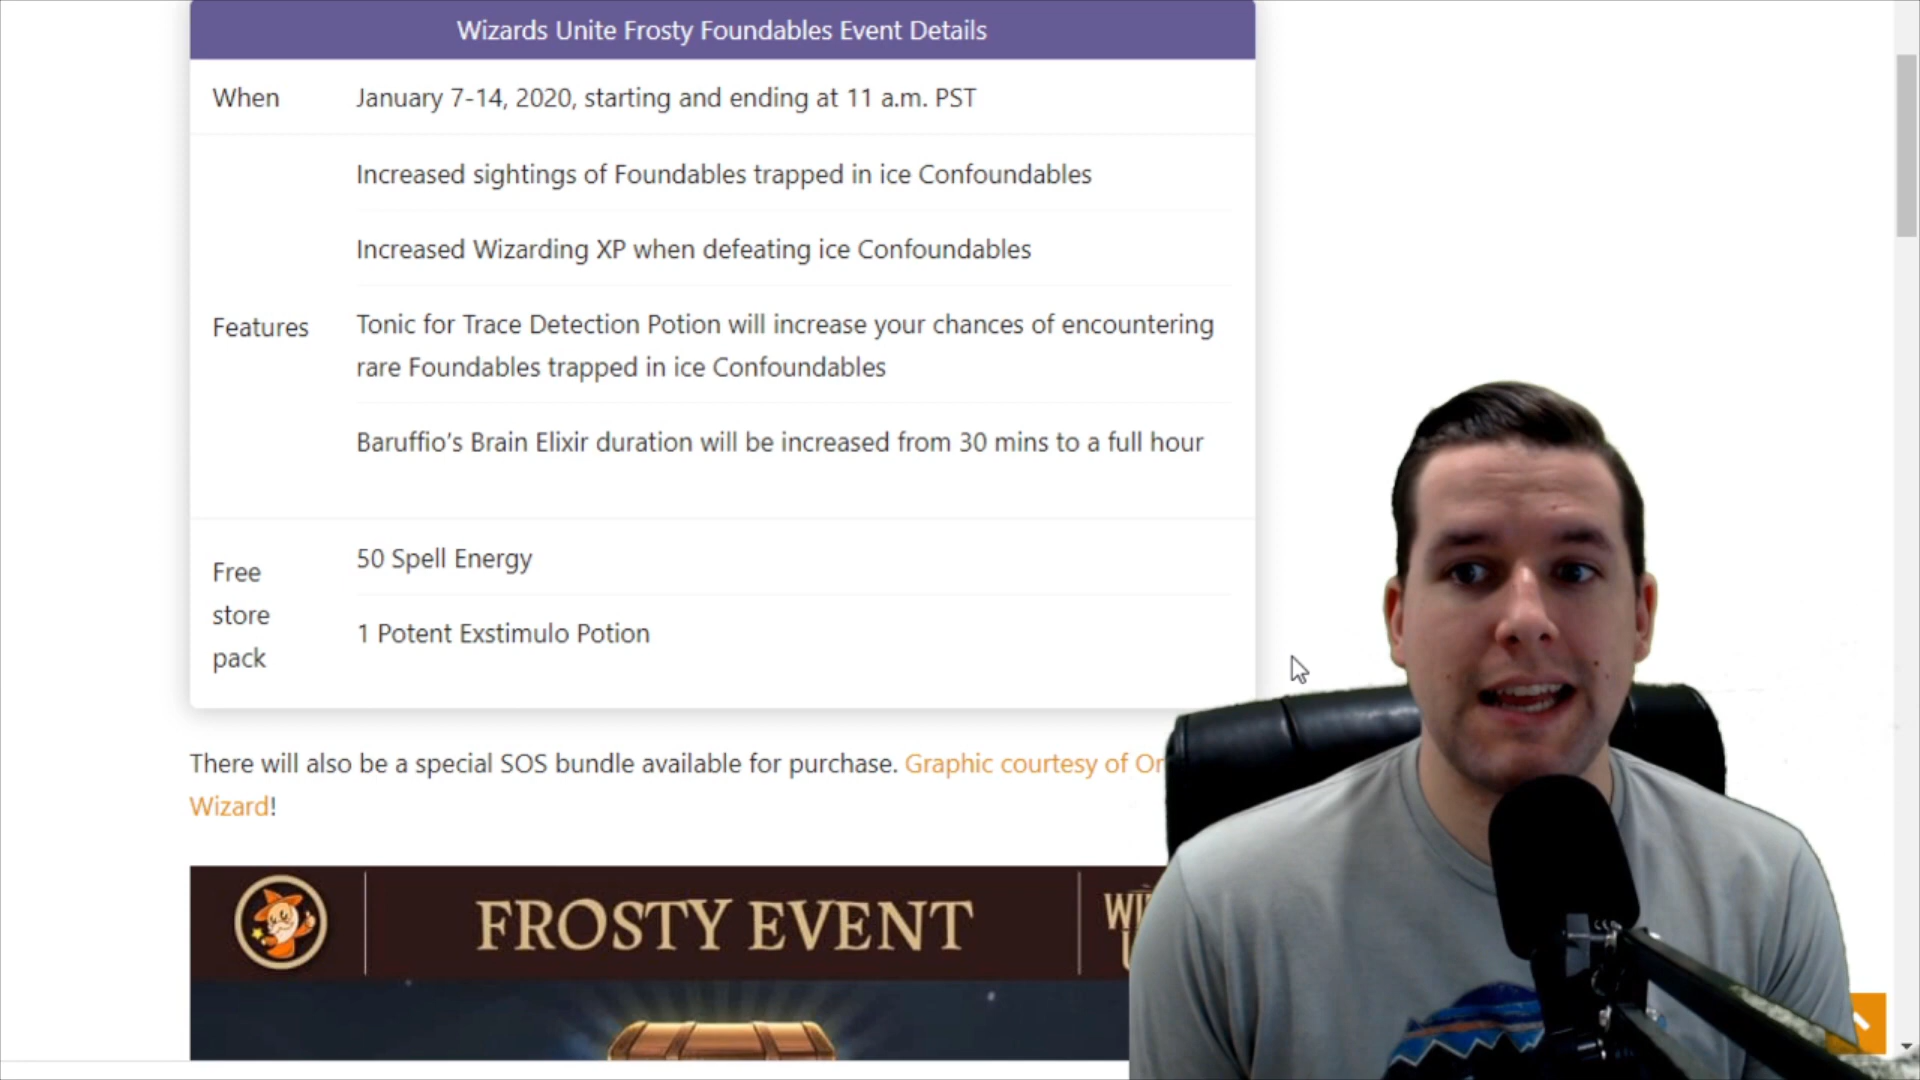 Wizards Unite Frosty Foundables Event Details
When
January 7-14, 2020, starting and ending at 11 a.m. PST
Increased sightings of Foundables trapped in ice Confoundables
Increased Wizarding XP when defeating ice Confoundables
Features
Tonic for Trace Detection Potion will increase your chances of encountering
rare Foundables trapped in ice Confoundables
Baruffio's Brain Elixir duration will be increased from 30 mins to a full hour
Free
store
pack
50 Spell Energy
1 Potent Exstimulo Potion
There will also be a special SOS bundle available for purchase. Graphic courtesy of
Wizard!
FROSTY EVENT